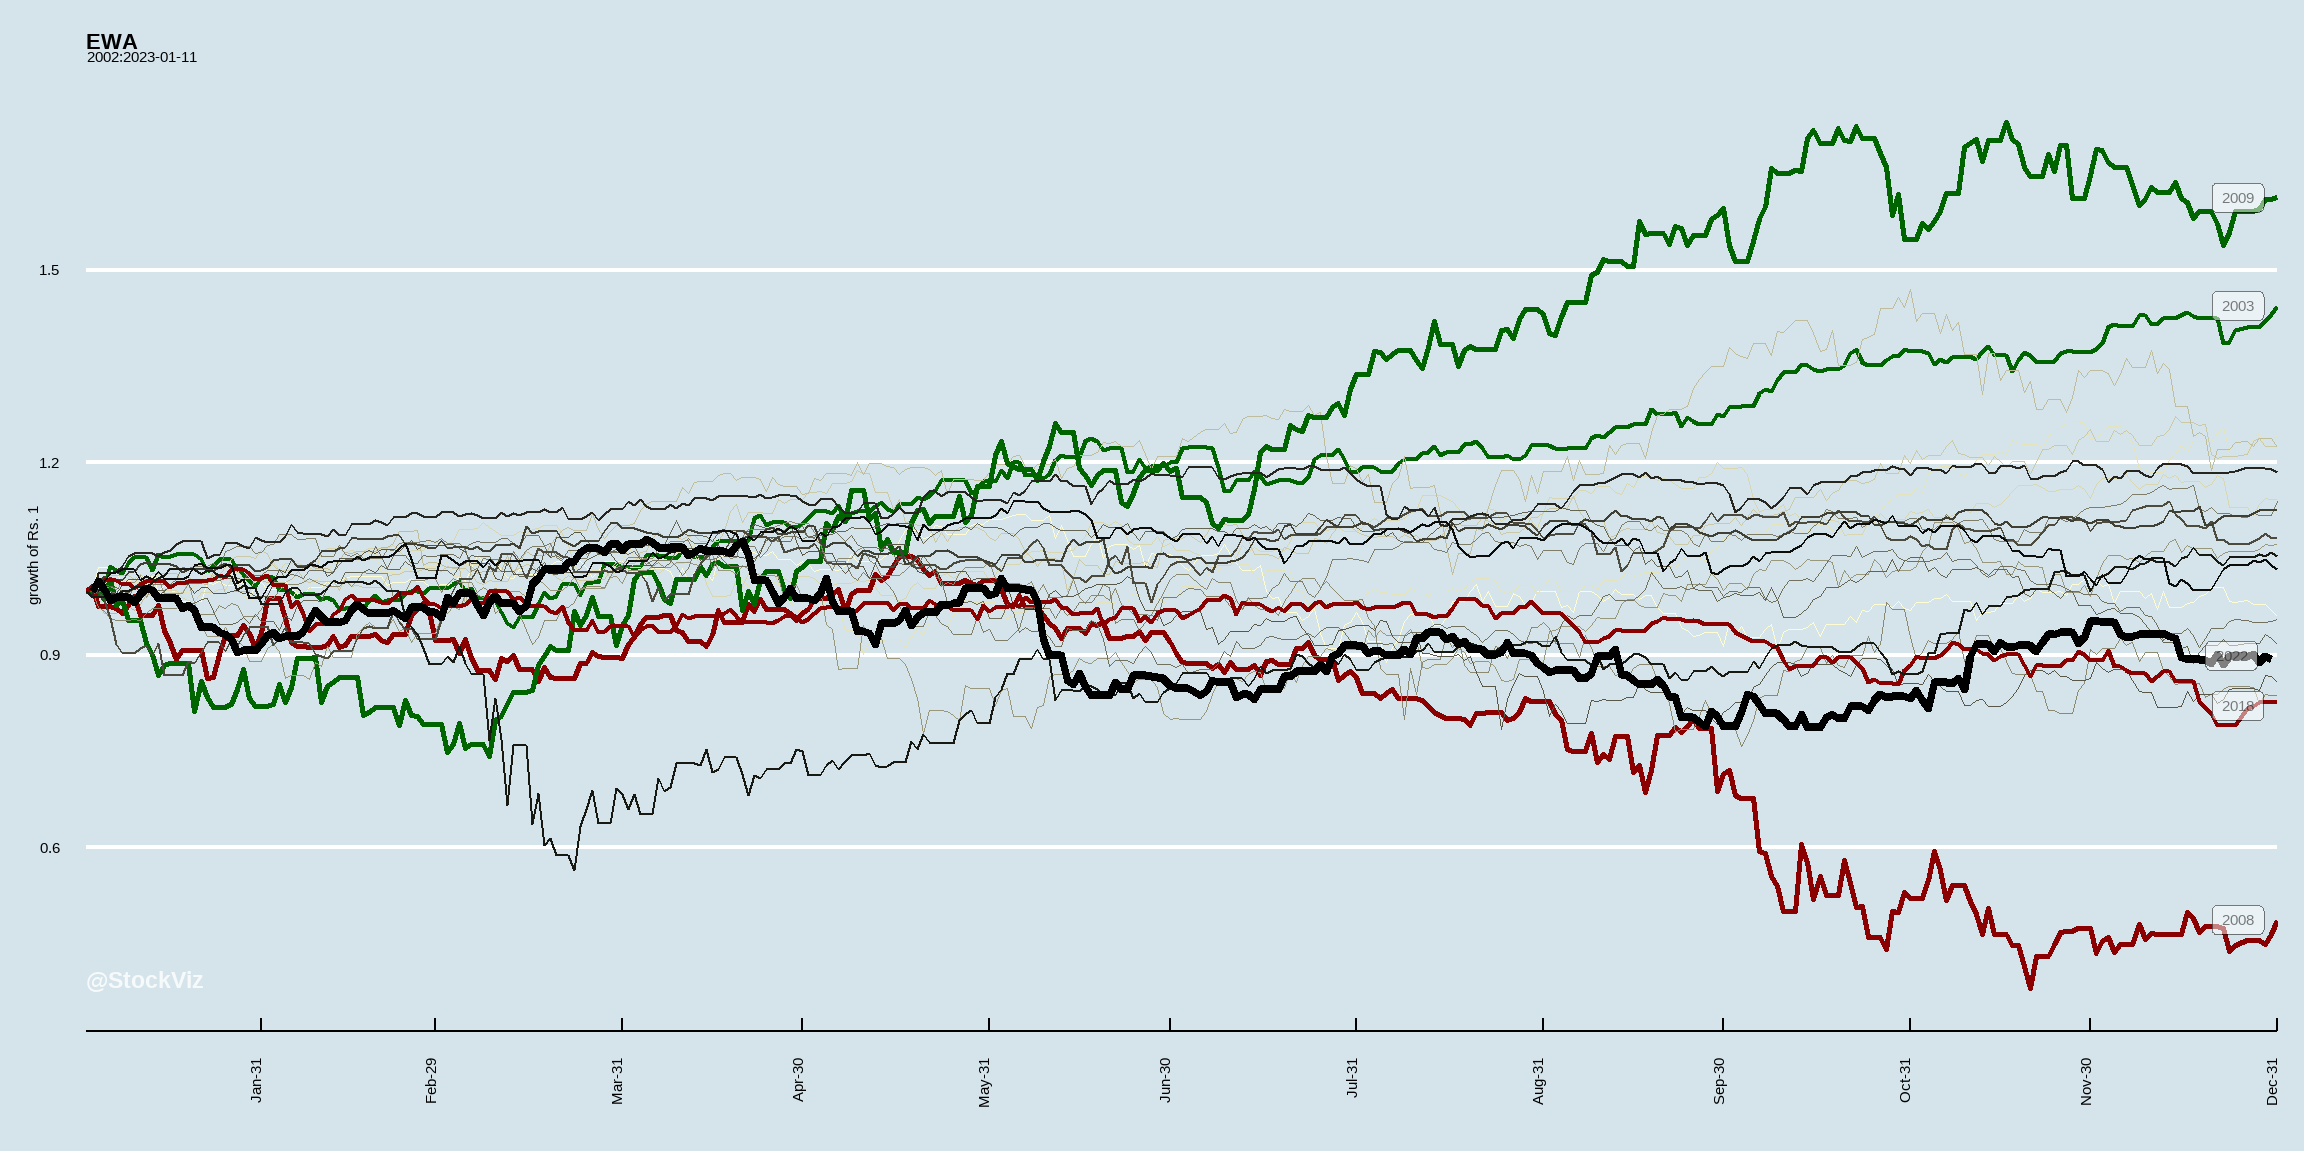 EWA
2002:2023-01-11
growth of Rs. 1
1.5
1.2
0.9
0.6
2009
2003
2022
2018
2008
@StockViz
Jan-31
Feb-29
Mar-31
Apr-30
May-31
Jun-30
Jul-31
Aug-31
Sep-30
Oct-31
Nov-30
Dec-31